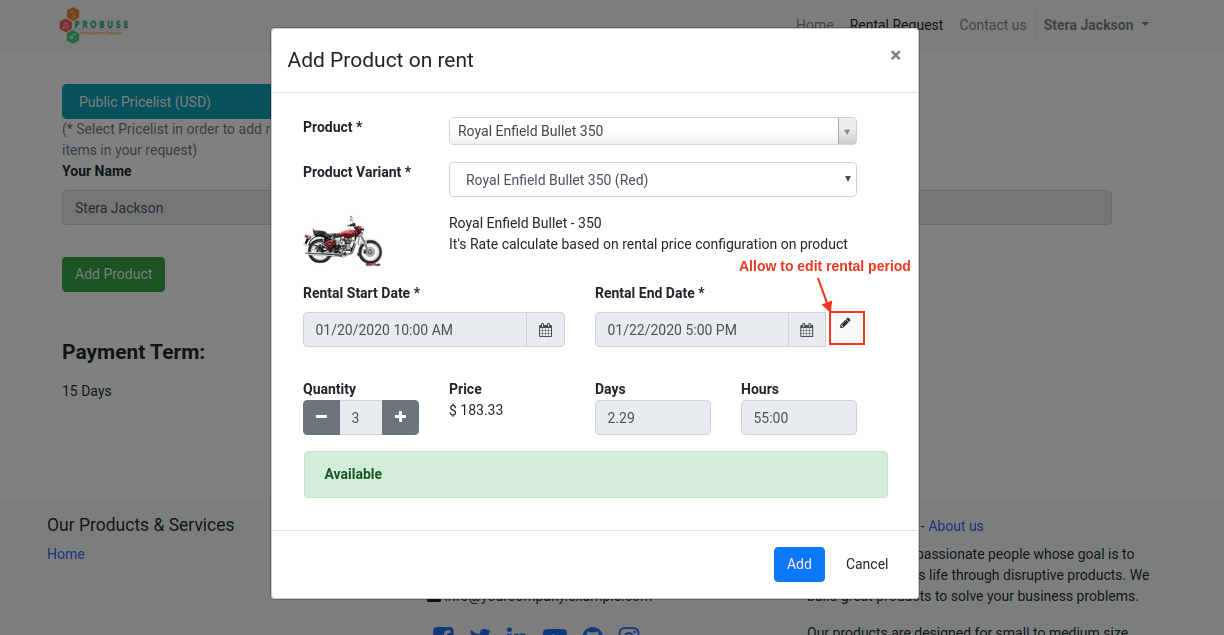 PROBUSE
Home Rental Request Contact us Stera Jackson
Add Product on rent
×
Public Pricelist (USD)
(* Select Pricelist in order to add r
items in your request)
Your Name
Stera Jackson
Add Product
Payment Term:
15 Days
Product *
Royal Enfield Bullet 350
Product Variant *
Royal Enfield Bullet 350 (Red)
Royal Enfield Bullet - 350
It's Rate calculate based on rental price configuration on product
Allow to edit rental period
Rental Start Date * Rental End Date *
01/20/2020 10:00 AM 01/22/2020 5:00 PM
Quantity Price Days Hours
3 $ 183.33 2.29 55:00
Available
Add Cancel
Our Products & Services
Home
- About us
passionate people whose goal is to
s life through disruptive products. We
build great products to solve your business problems.
info@yourcompany.example.com
Our products are designed for small to medium size